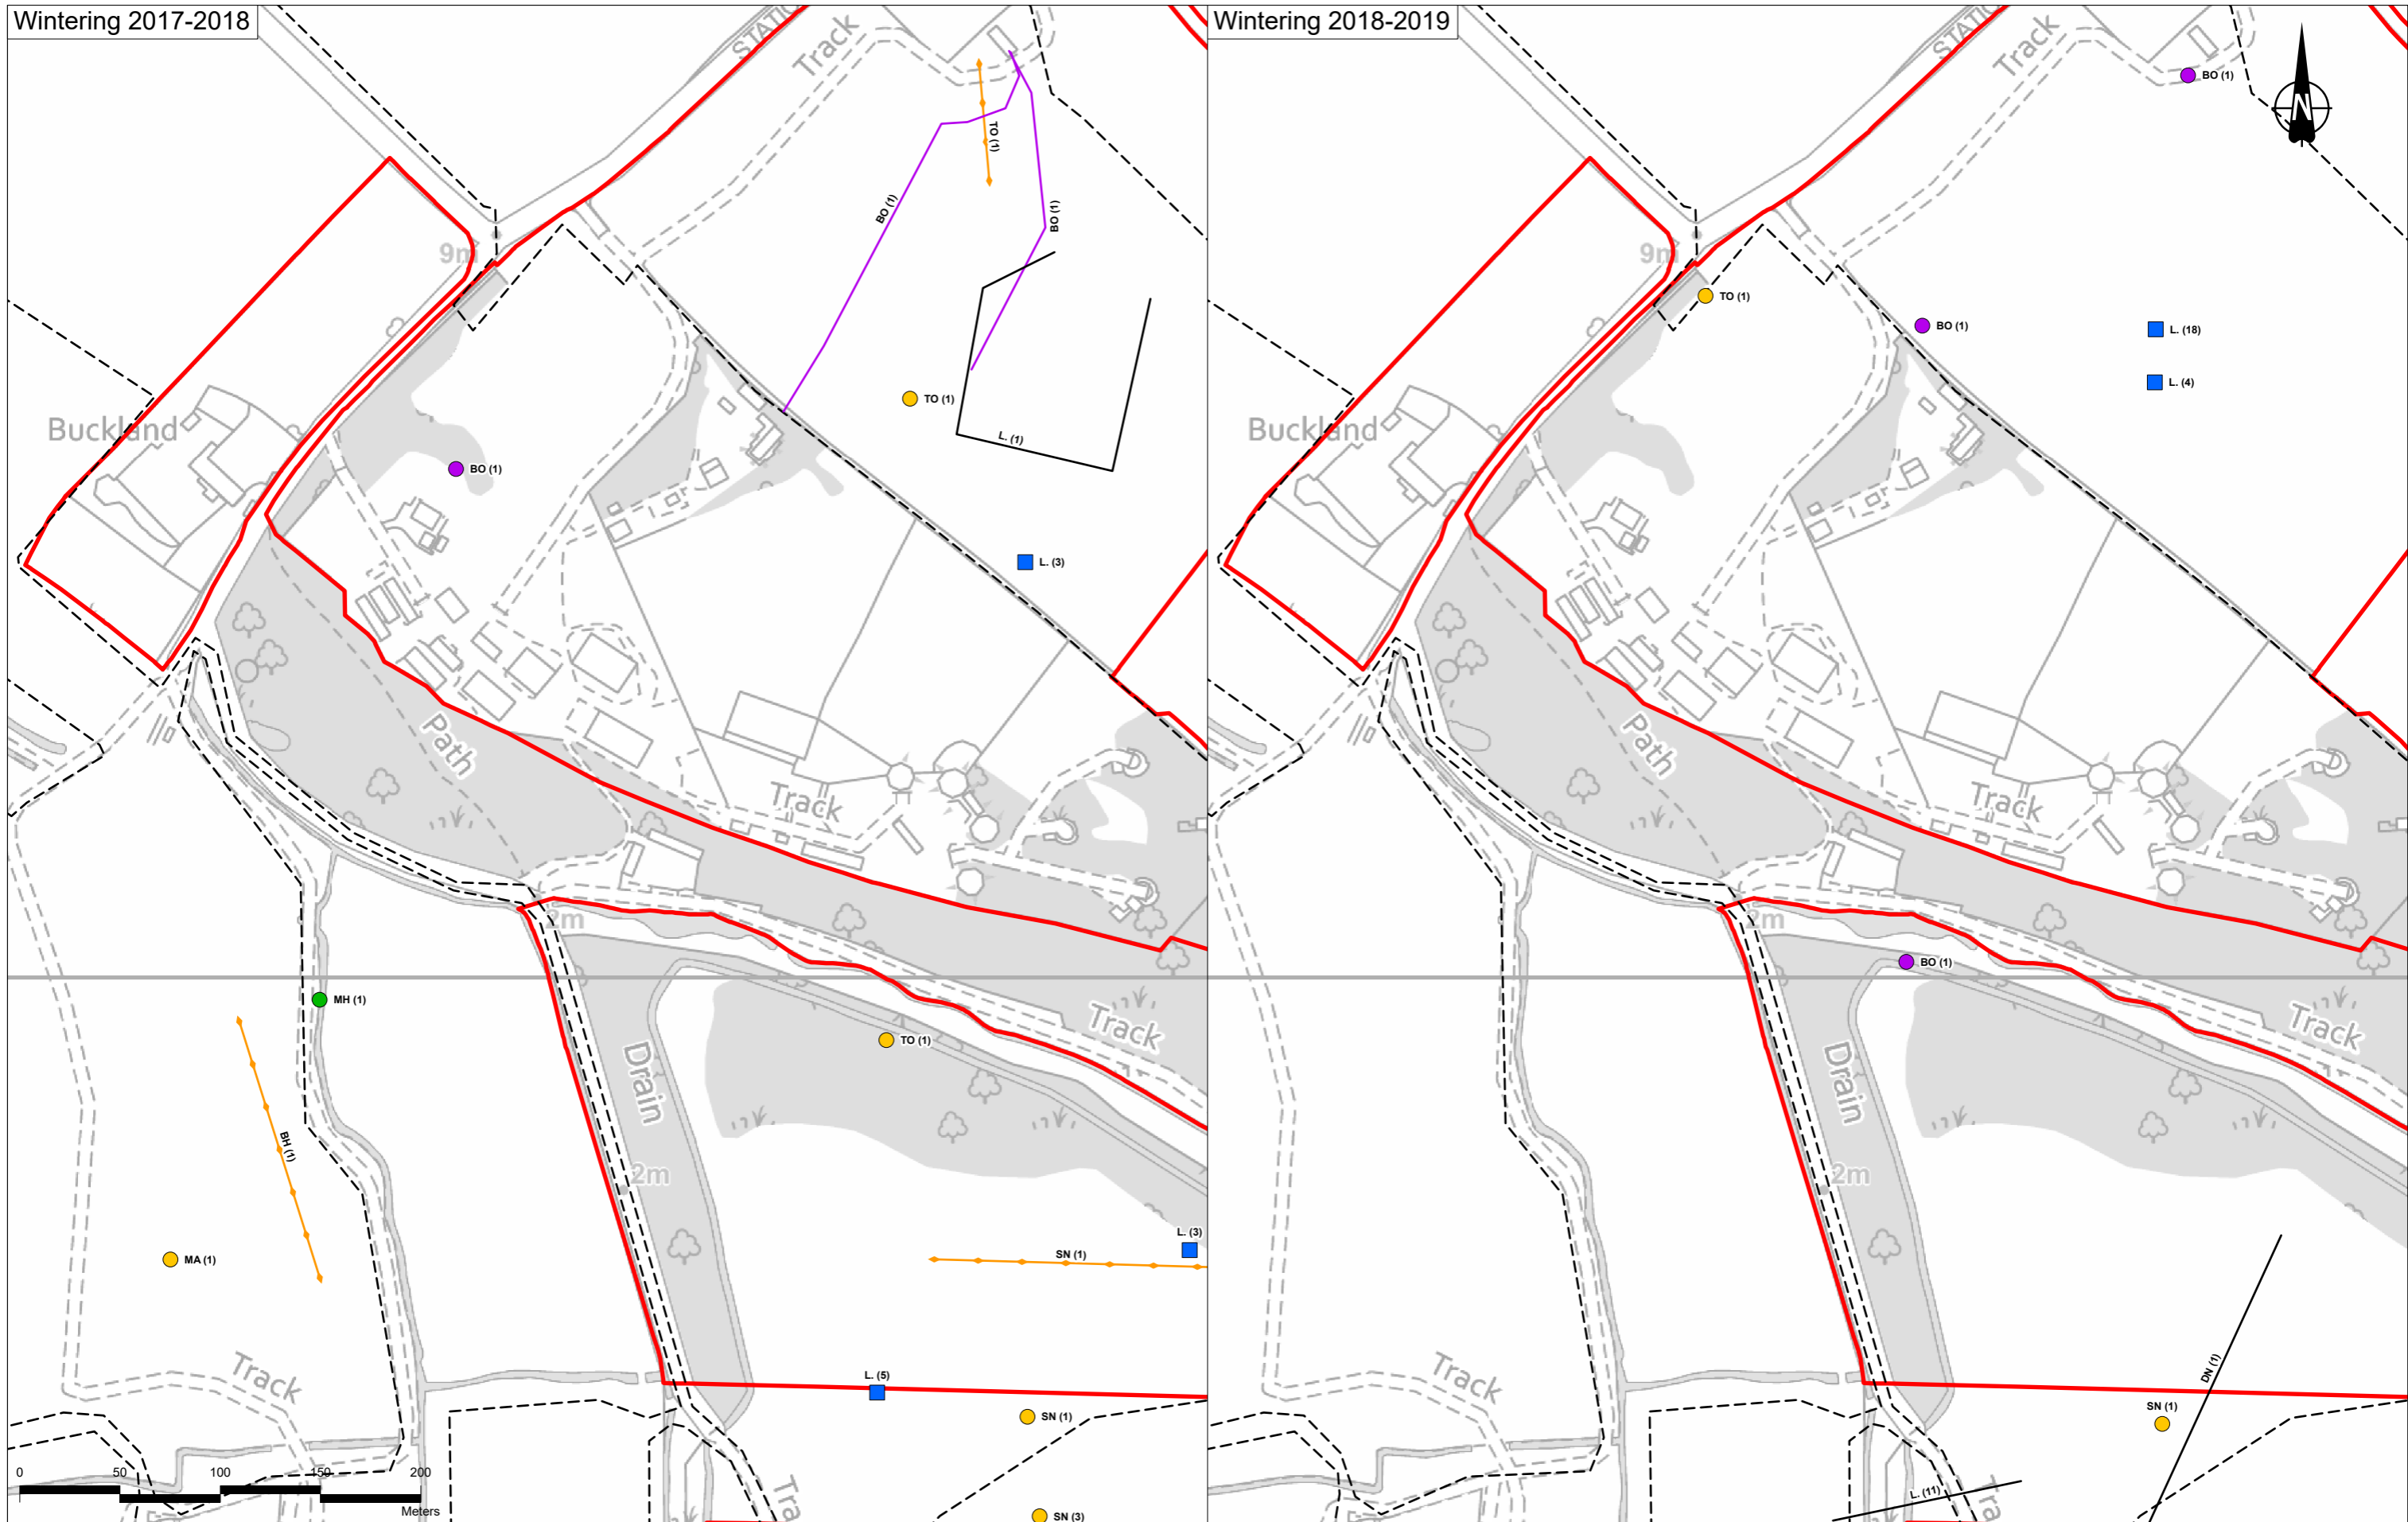 Wintering 2017-2018
STATIO
Track
TO (1)
BO (1)
BO (1)
9m
TO (1)
L. (1)
Buckland
BO (1)
L. (3)
Path
Track
2m
MH (1)
TO (1)
Track
Drain
BH (1)
2m
L. (3)
SN (1)
MA (1)
Track
L. (5)
SN (1)
0 50 100 150 200
Meters
Tra
SN (3)
Wintering 2018-2019
STATIO
Track
BO (1)
N
9m
TO (1)
BO (1)
L. (18)
L. (4)
Buckland
Path
Track
2m
BO (1)
Track
Drain
2m
DN (1)
Track
SN (1)
L. (11)
Tra